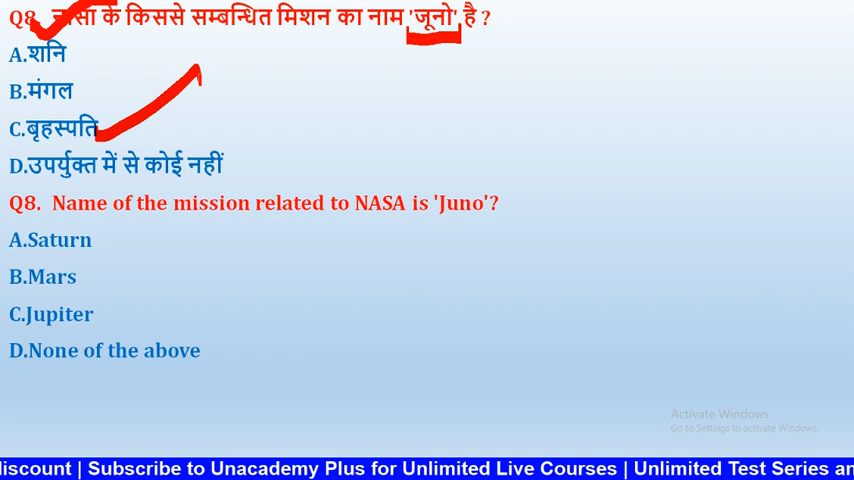 Q8. नासा के किससे सम्बन्धित मिशन का नाम 'जूनो' है ?
A.शनि
B.मंगल
C.बृहस्पति
D.उपर्युक्त में से कोई नहीं
Q8. Name of the mission related to NASA is 'Juno'?
A.Saturn
B.Mars
C.Jupiter
D.None of the above
Activate Windows
Go to Settings to activate Windows.
discount | Subscribe to Unacademy Plus for Unlimited Live Courses | Unlimited Test Series an